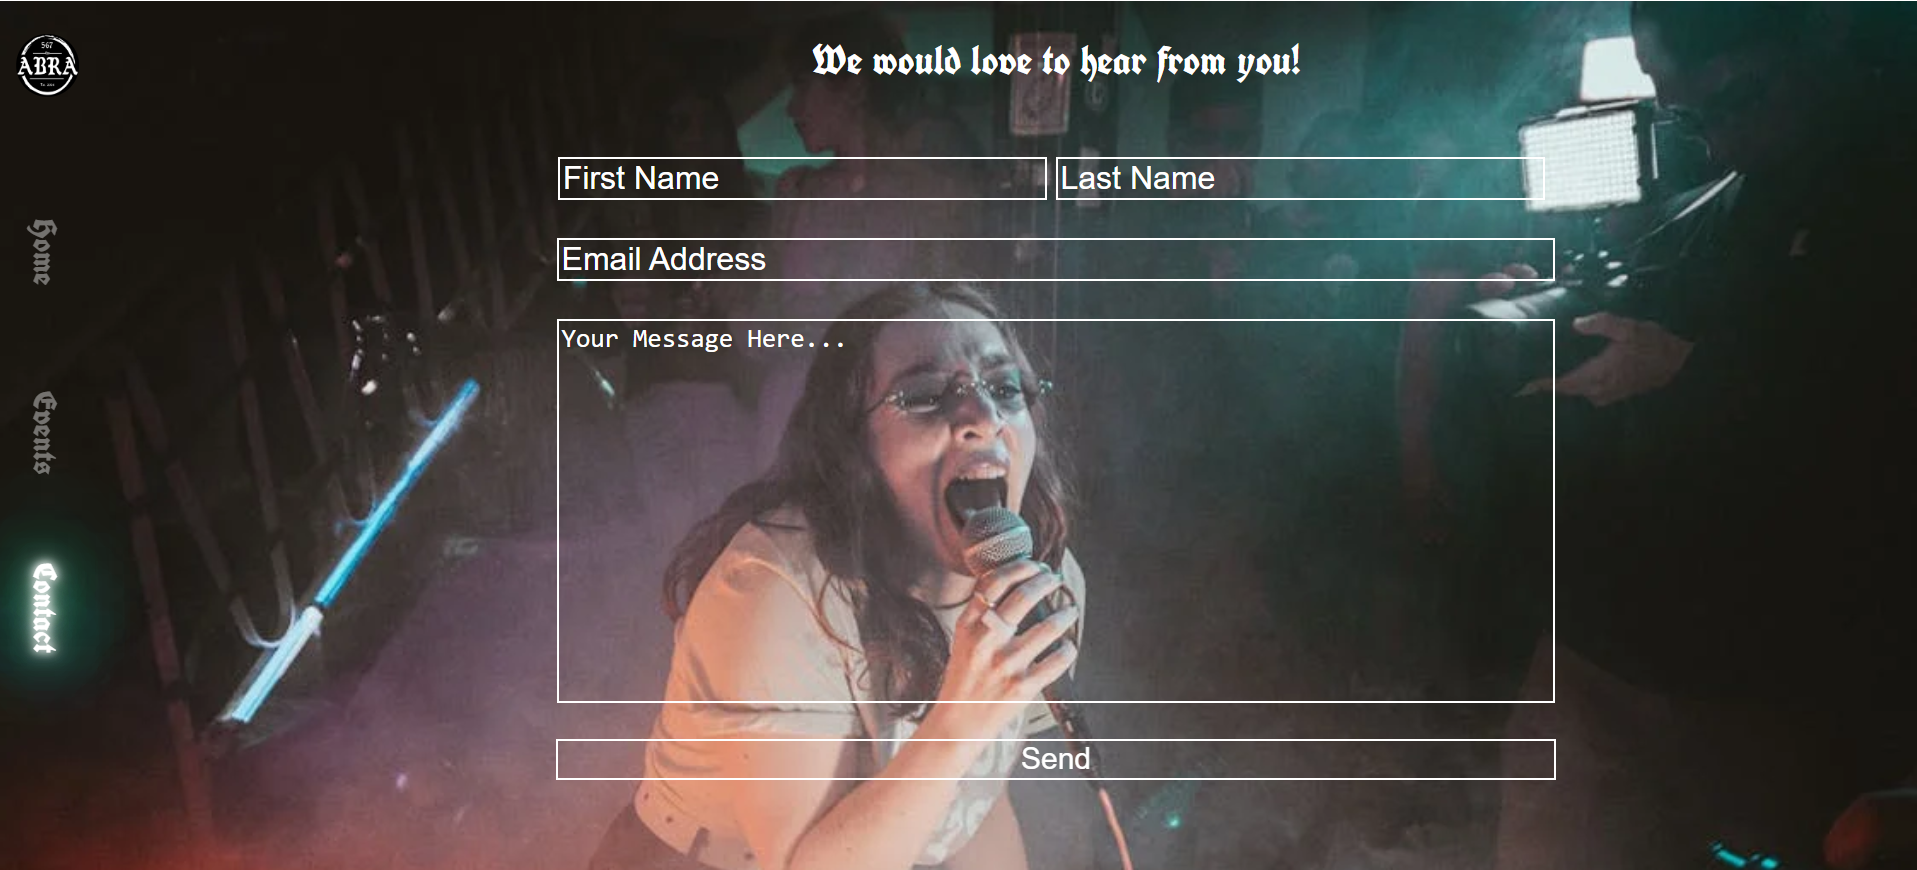 567
ABRA
We would love to hear from you!
Home
Events
Contact
First Name
Last Name
Email Address
Your Message Here...
Send